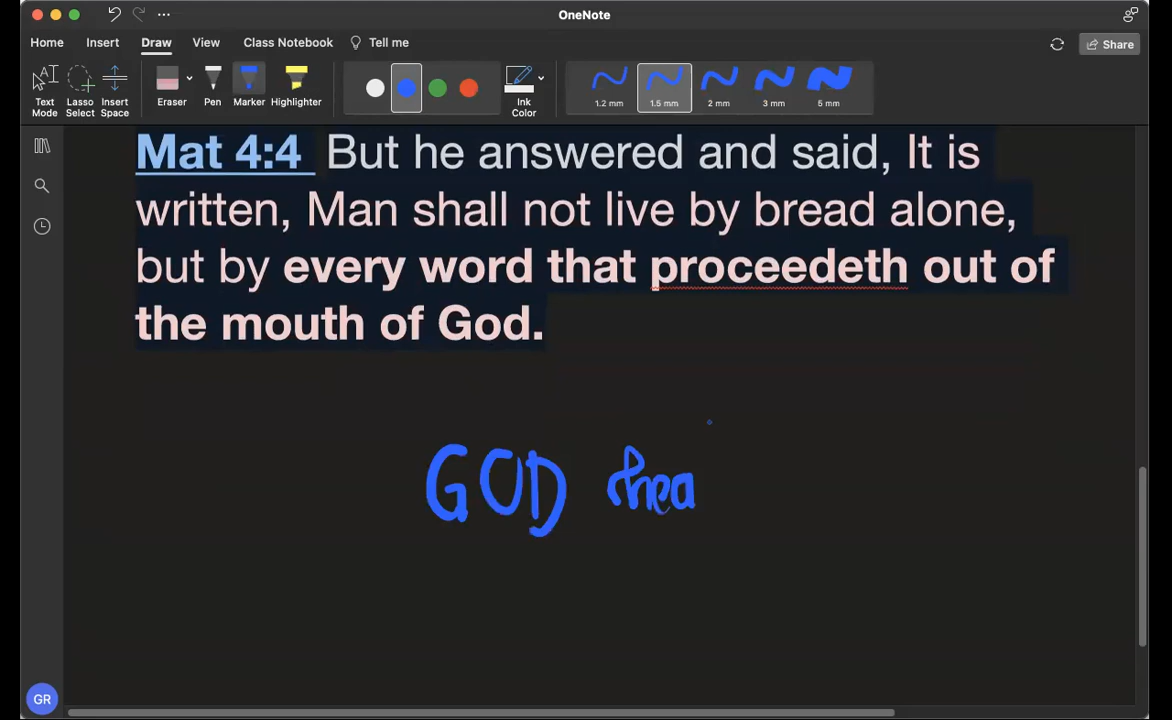 OneNote
Home Insert Draw View Class Notebook Tell me Share
Text Mode Lasso Select Insert Space Eraser Pen Marker Highlighter Ink Color 1.2 mm 1.5 mm 2 mm 3 mm 5 mm
Mat 4:4 But he answered and said, It is
written, Man shall not live by bread alone,
but by every word that proceedeth out of
the mouth of God.
GOD
GR